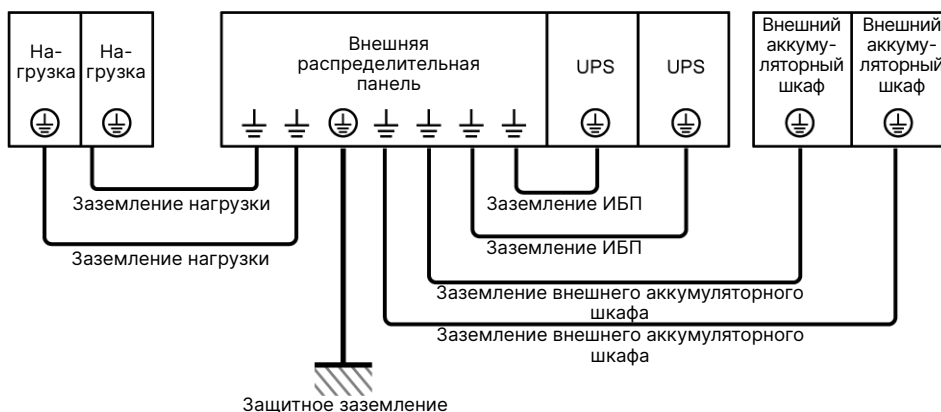 На-
грузка
На-
грузка
Внешняя
распределительная
панель
UPS
UPS
Внешний
аккуму-
ляторный
шкаф
Внешний
аккуму-
ляторный
шкаф
Заземление нагрузки
Заземление ИБП
Заземление нагрузки
Заземление ИБП
Заземление внешнего аккумуляторного
шкафа
Заземление внешнего аккумуляторного
шкафа
Защитное заземление